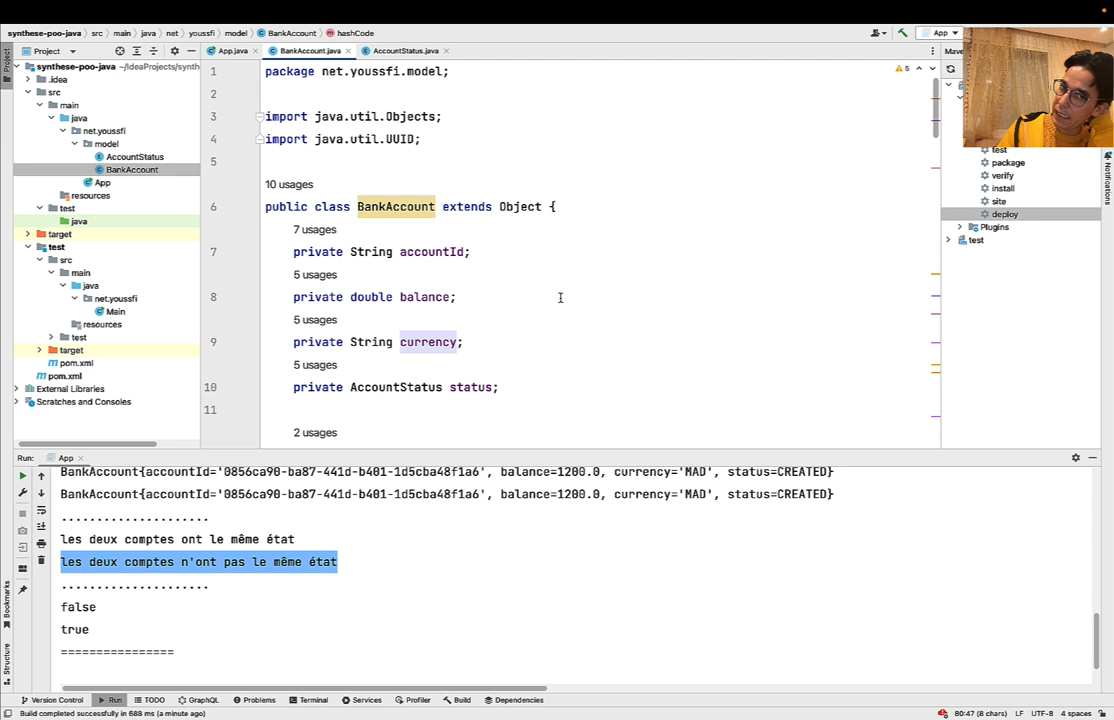 synthese-poo-java
src
main
java
net
youssfi
model
BankAccount
hashCode
App
Project
App.java
BankAccount.java
AccountStatus.java
Project
synthese-poo-java ~/IdeaProjects/synth
.idea
src
main
java
net.youssfi
model
AccountStatus
BankAccount
App
resources
test
java
target
test
src
main
java
net.youssfi
Main
resources
test
target
pom.xml
pom.xml
External Libraries
Scratches and Consoles
1 package net.youssfi.model;
2
3 import java.util.Objects;
4 import java.util.UUID;
5
10 usages
6 public class BankAccount extends Object {
7 usages
7 private String accountId;
5 usages
8 private double balance;
5 usages
9 private String currency;
5 usages
10 private AccountStatus status;
11
2 usages
5
Mave
test
package
verify
install
site
deploy
Plugins
test
Notifications
Run: App
BankAccount{accountId='0856ca90-ba87-441d-b401-1d5cba48f1a6', balance=1200.0, currency='MAD', status=CREATED}
BankAccount{accountId='0856ca90-ba87-441d-b401-1d5cba48f1a6', balance=1200.0, currency='MAD', status=CREATED}
.....................
les deux comptes ont le même état
les deux comptes n'ont pas le même état
.....................
false
true
================
Bookmarks
Structure
Version Control
Run
TODO
GraphQL
Problems
Terminal
Services
Profiler
Build
Dependencies
Build completed successfully in 688 ms (a minute ago)
80:47 (8 chars)
LF
UTF-8
4 spaces